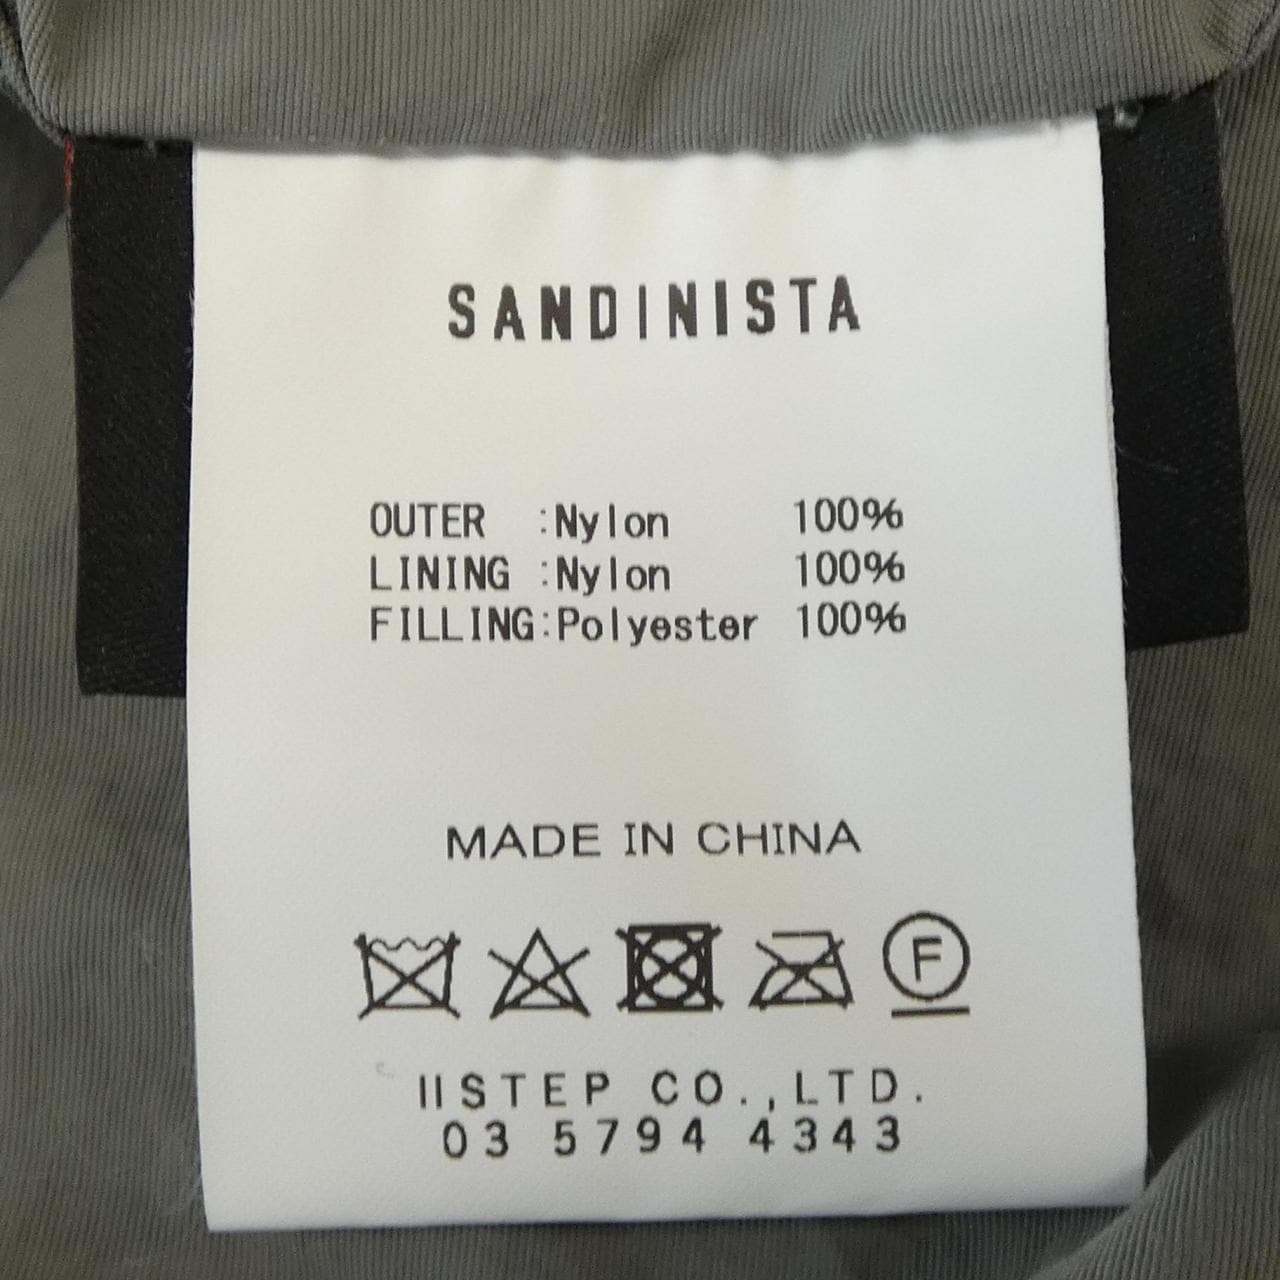 SANDINISTA
OUTER :Nylon 100%
LINING :Nylon 100%
FILLING:Polyester 100%
MADE IN CHINA
F
IISTEP CO.,LTD.
03 5794 4343